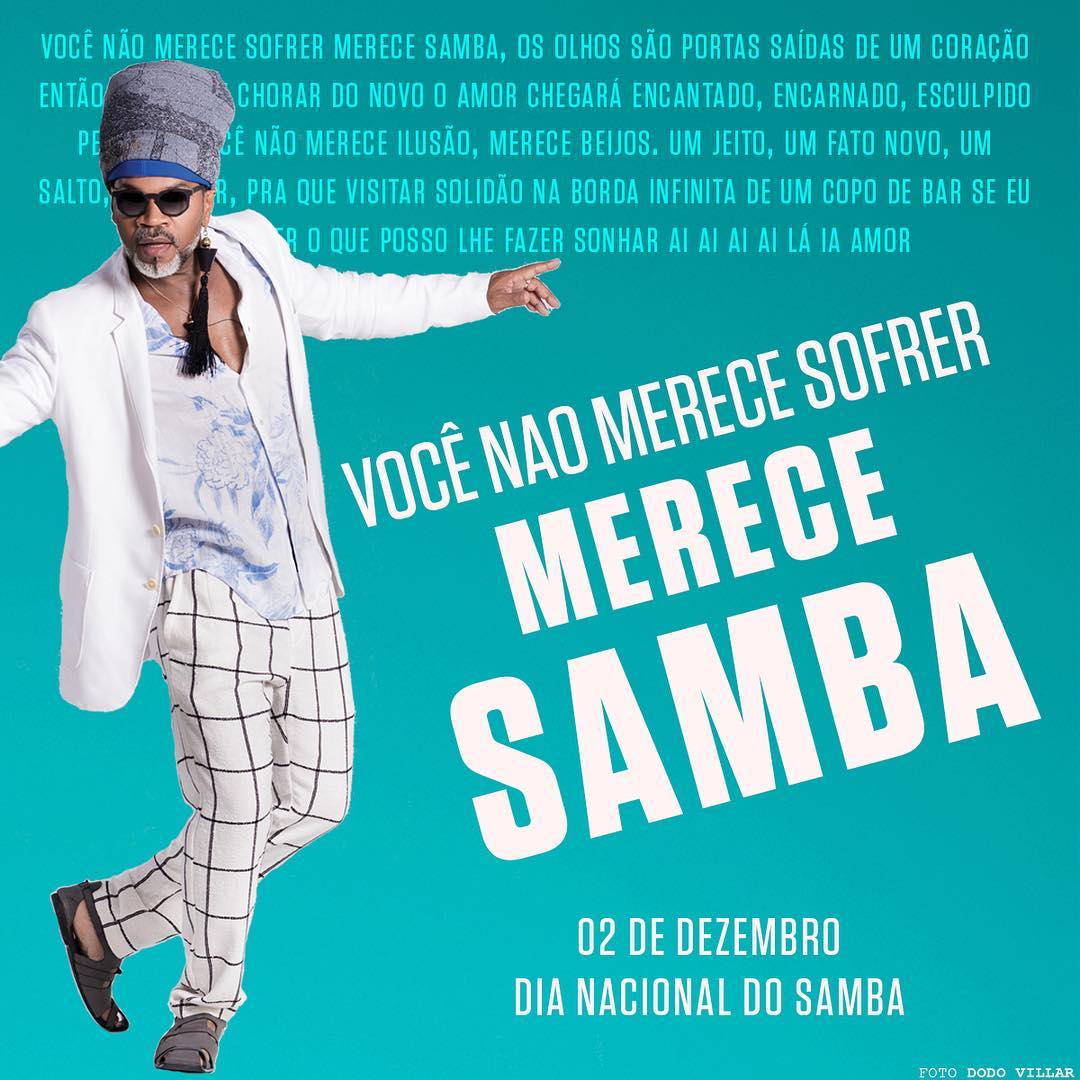 VOCÊ NÃO MERECE SOFRER MERECE SAMBA, OS OLHOS SÃO PORTAS SAÍDAS DE UM CORAÇÃO
ENTÃO CHORAR DO NOVO O AMOR CHEGARÁ ENCANTADO, ENCARNADO, ESCULPIDO
NÃO MERECE ILUSÃO, MERECE BEIJOS. UM JEITO, UM FATO NOVO, UM
SALTO, PRA QUE VISITAR SOLIDÃO NA BORDA INFINITA DE UM COPO DE BAR SE EU
O QUE POSSO LHE FAZER SONHAR AI AI AI AI LÁ IA AMOR
VOCÊ NAO MERECE SOFRER
MERECE
SAMBA
02 DE DEZEMBRO
DIA NACIONAL DO SAMBA
FOTO DODO VILLAR